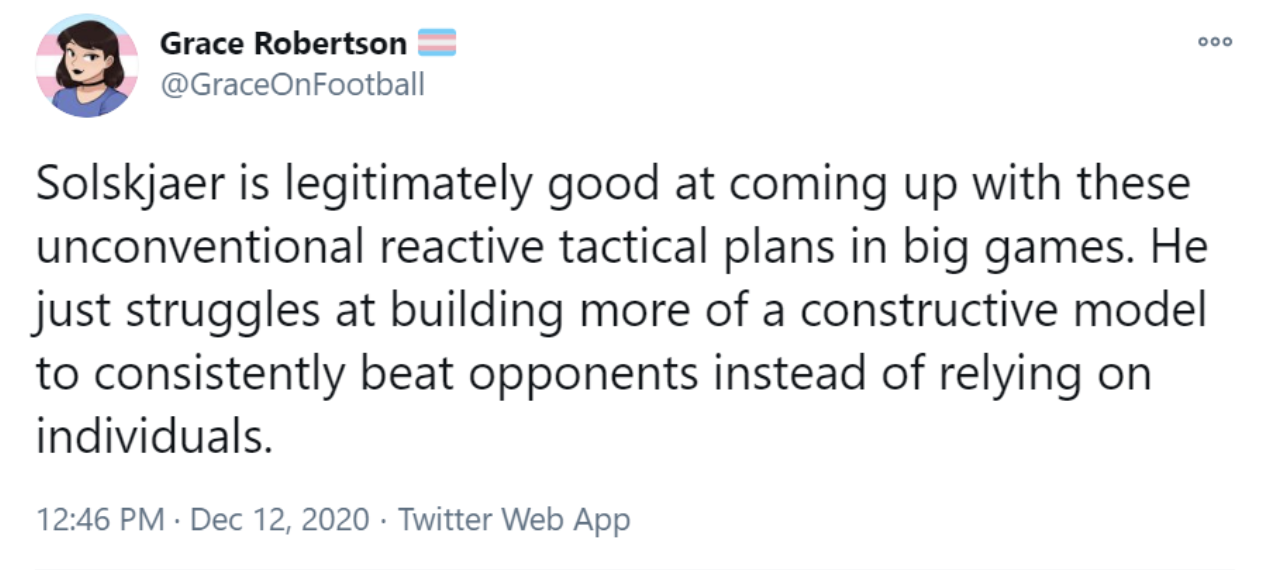 Grace Robertson
@GraceOnFootball
Solskjaer is legitimately good at coming up with these
unconventional reactive tactical plans in big games. He
just struggles at building more of a constructive model
to consistently beat opponents instead of relying on
individuals.
12:46 PM · Dec 12, 2020 · Twitter Web App